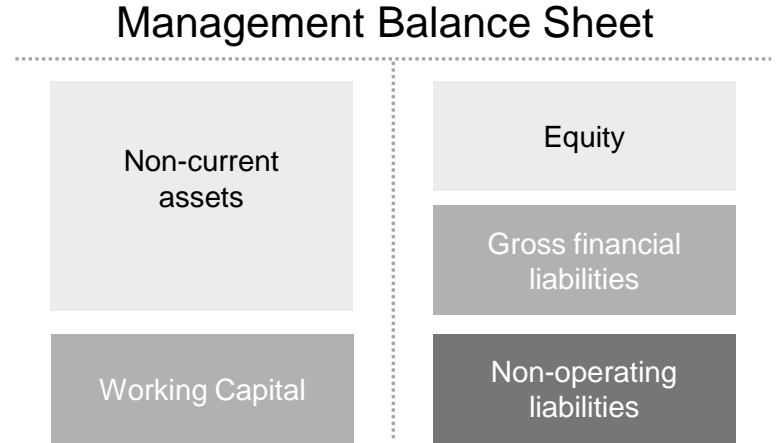 Management Balance Sheet
Non-current
assets
Working Capital
Equity
Gross financial
liabilities
Non-operating
liabilities